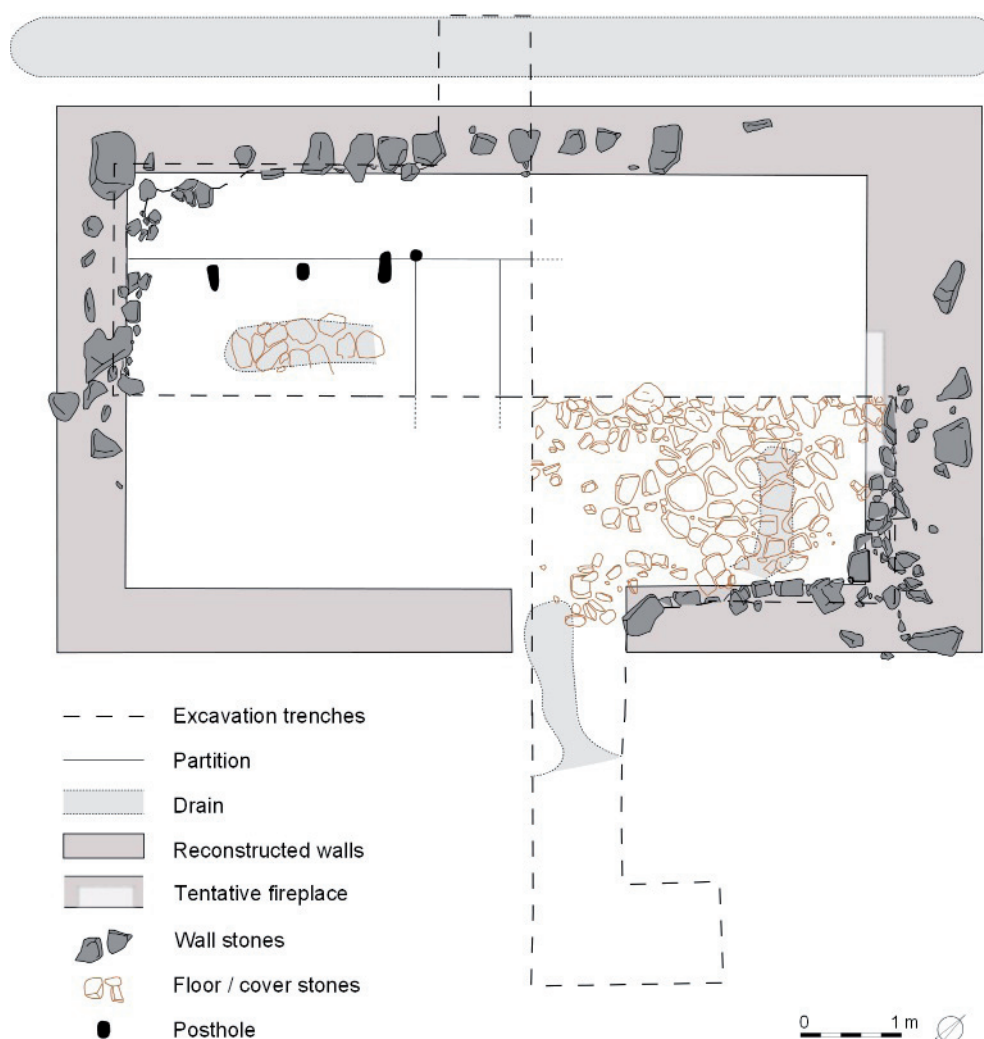 Excavation trenches
Partition
Drain
Reconstructed walls
Tentative fireplace
Wall stones
Floor / cover stones
Posthole
0 1 m